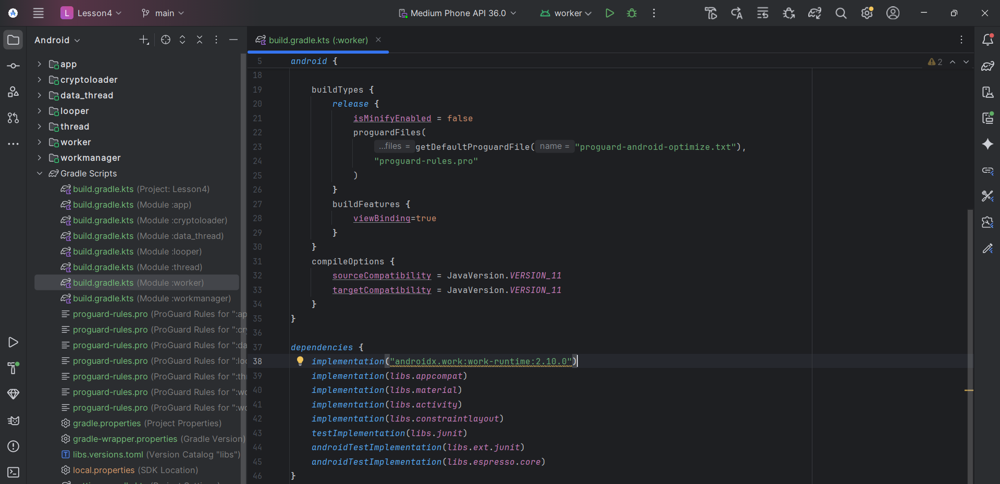 L Lesson4 main Medium Phone API 36.0 worker
Android
build.gradle.kts (:worker)
app
cryptoloader
data_thread
looper
thread
worker
workmanager
Gradle Scripts
build.gradle.kts (Project: Lesson4)
build.gradle.kts (Module :app)
build.gradle.kts (Module :cryptoloader)
build.gradle.kts (Module :data_thread)
build.gradle.kts (Module :looper)
build.gradle.kts (Module :thread)
build.gradle.kts (Module :worker)
build.gradle.kts (Module :workmanager)
proguard-rules.pro (ProGuard Rules for ":ap
proguard-rules.pro (ProGuard Rules for ":cr
proguard-rules.pro (ProGuard Rules for ":da
proguard-rules.pro (ProGuard Rules for ":lo
proguard-rules.pro (ProGuard Rules for ":th
proguard-rules.pro (ProGuard Rules for ":wo
proguard-rules.pro (ProGuard Rules for ":wo
gradle.properties (Project Properties)
gradle-wrapper.properties (Gradle Version)
libs.versions.toml (Version Catalog "libs")
local.properties (SDK Location)
5 android {
2
18
19 buildTypes {
20 release {
21 isMinifyEnabled = false
22 proguardFiles(
23 ...files = getDefaultProguardFile( name = "proguard-android-optimize.txt"),
24 "proguard-rules.pro"
25 )
26 }
27 buildFeatures {
28 viewBinding=true
29 }
30 }
31 compileOptions {
32 sourceCompatibility = JavaVersion.VERSION_11
33 targetCompatibility = JavaVersion.VERSION_11
34 }
35 }
36
37 dependencies {
38 implementation("androidx.work:work-runtime:2.10.0")
39 implementation(libs.appcompat)
40 implementation(libs.material)
41 implementation(libs.activity)
42 implementation(libs.constraintlayout)
43 testImplementation(libs.junit)
44 androidTestImplementation(libs.ext.junit)
45 androidTestImplementation(libs.espresso.core)
46 }